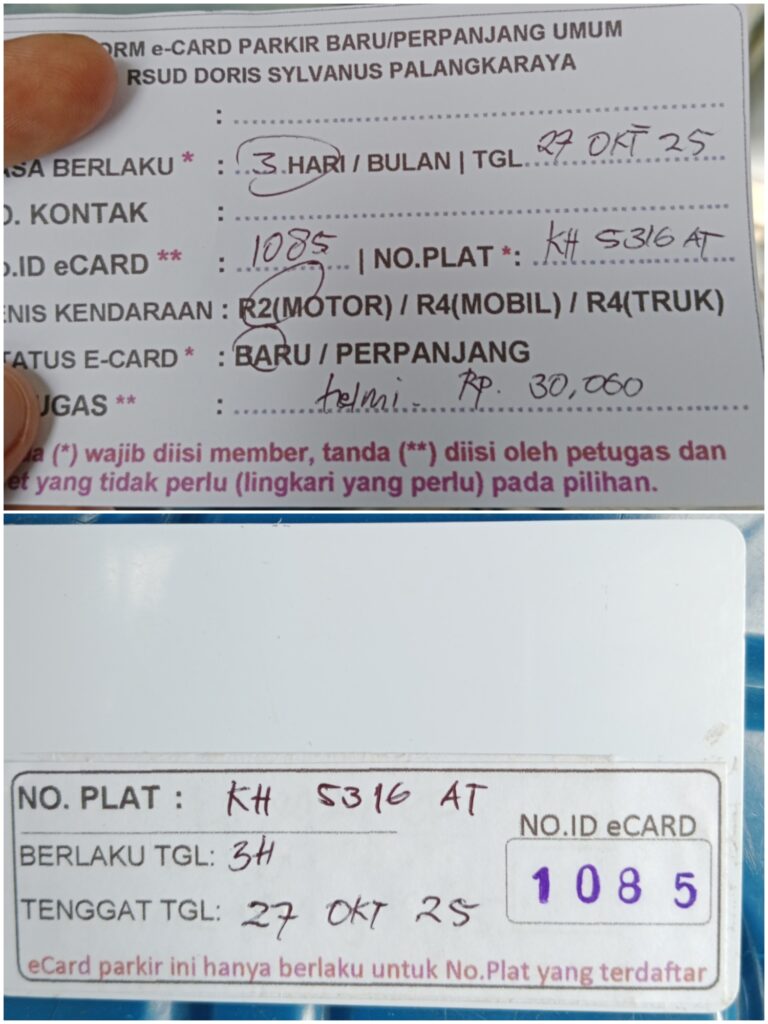 ORM e-CARD PARKIR BARU/PERPANJANG UMUM
RSUD DORIS SYLVANUS PALANGKARAYA
:
ASA BERLAKU * : 3 HARI / BULAN | TGL. 27 OKT 25
O. KONTAK :
o.ID eCARD ** : 1085 | NO.PLAT *: KH 5316 AT
ENIS KENDARAAN : R2(MOTOR) / R4(MOBIL) / R4(TRUK)
TATUS E-CARD * : BARU / PERPANJANG
UGAS ** : helmi. Rp. 30,000
a (*) wajib diisi member, tanda (**) diisi oleh petugas dan
et yang tidak perlu (lingkari yang perlu) pada pilihan.
NO. PLAT : KH 5316 AT
NO.ID eCARD
BERLAKU TGL: 3H
1085
TENGGAT TGL: 27 OKT 25
eCard parkir ini hanya berlaku untuk No.Plat yang terdaftar